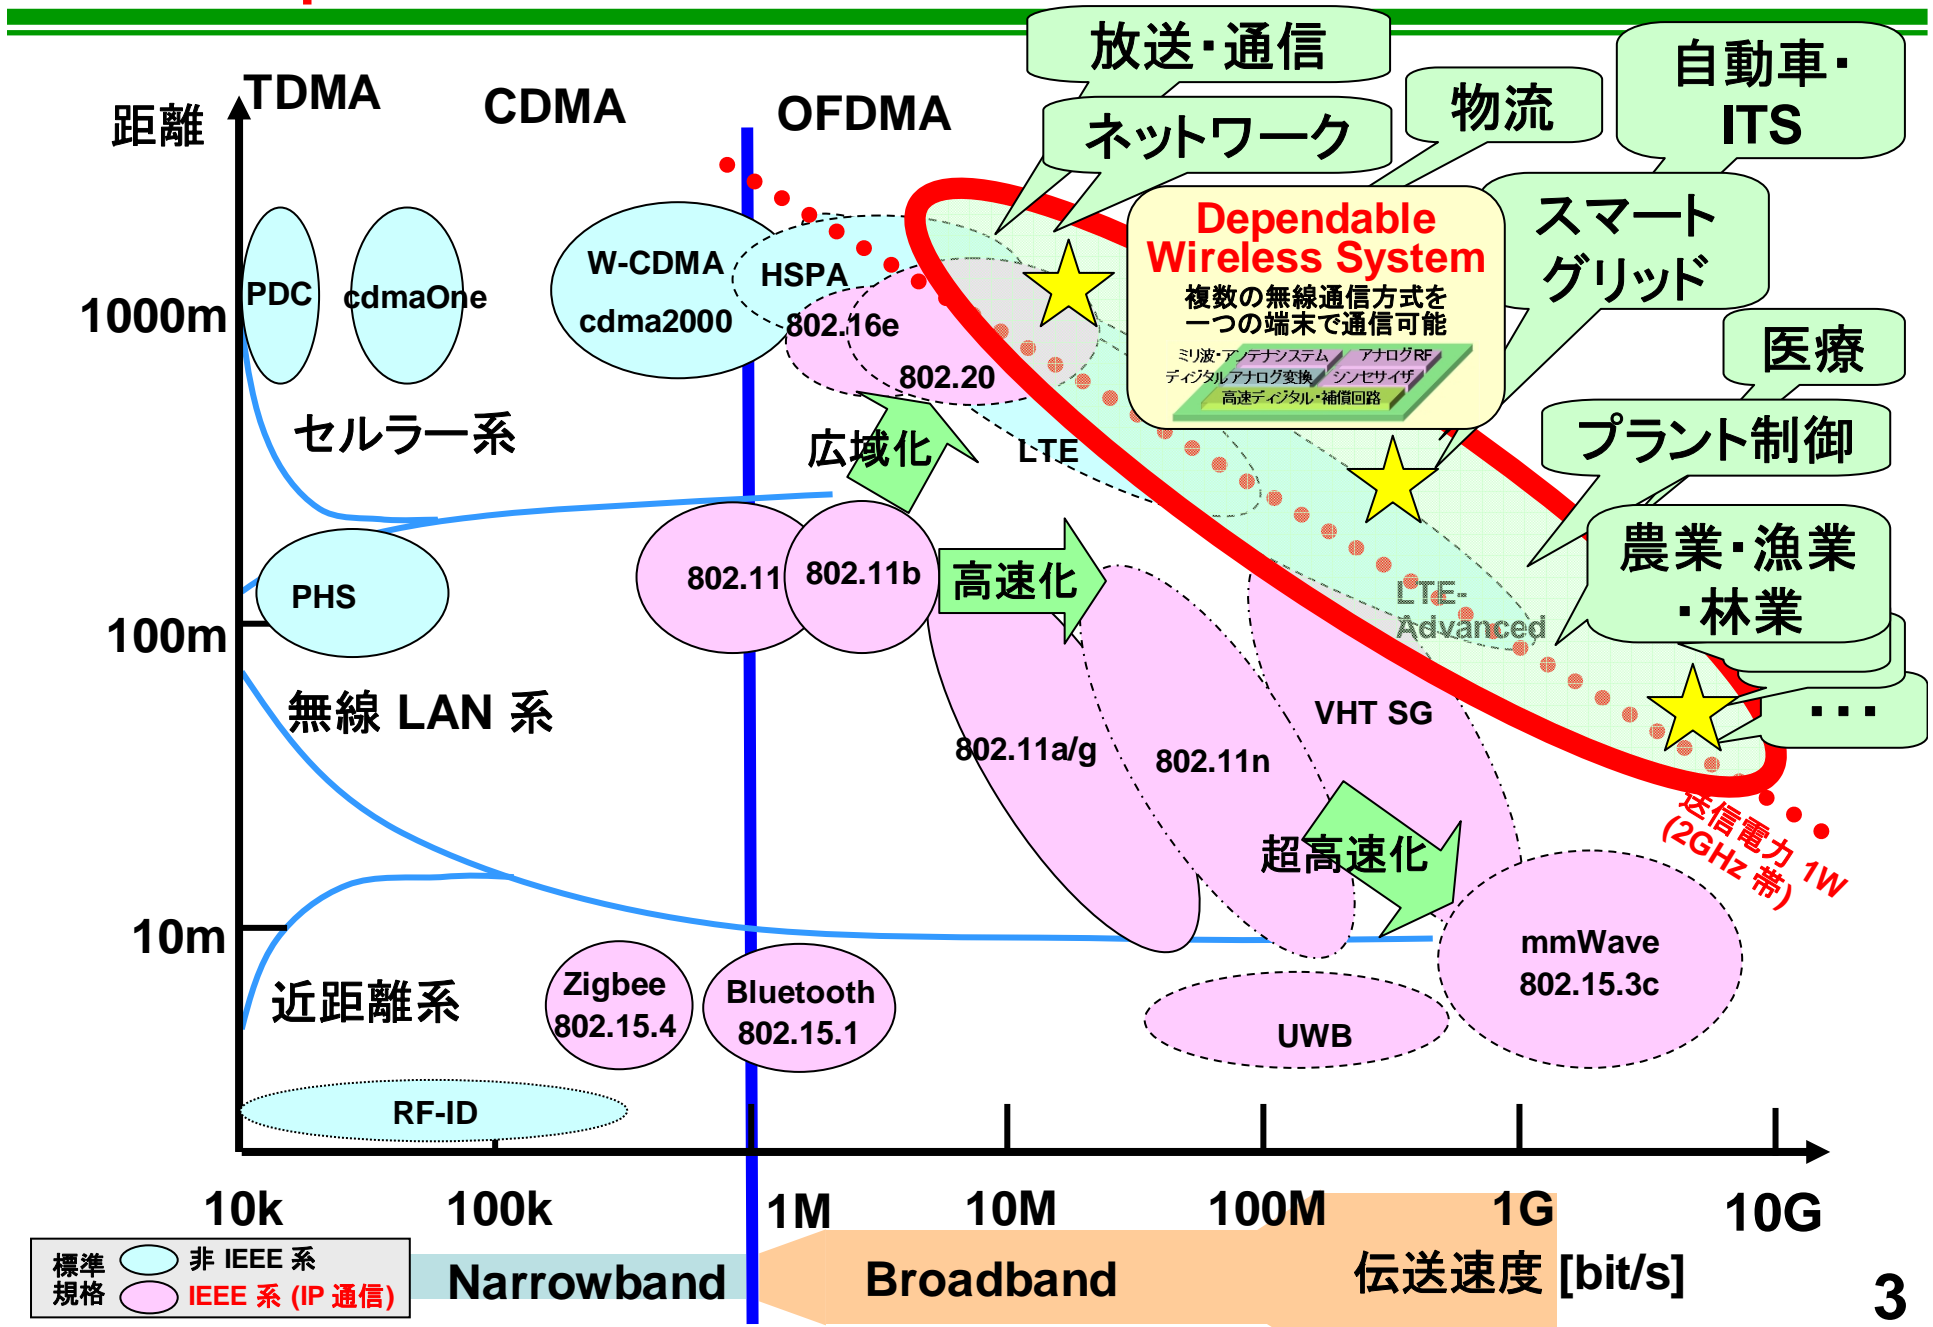 放送・通信
自動車・
ITS
TDMA
CDMA
OFDMA
距離
ネットワーク
物流
Dependable
Wireless System
複数の無線通信方式を
一つの端末で通信可能
ミリ波・アンテナシステム
アナログRF
ディジタルアナログ変換
シンセサイザ
高速ディジタル・補償回路
スマート
グリッド
医療
プラント制御
農業・漁業
・林業
・・・
1000m
PDC
cdmaOne
W-CDMA
cdma2000
HSPA
802.16e
802.20
セルラー系
広域化
LTE
100m
PHS
802.11
802.11b
高速化
LTE-
Advanced
無線 LAN 系
802.11a/g
802.11n
VHT SG
超高速化
送信電力 1W
(2GHz 帯)
10m
近距離系
Zigbee
802.15.4
Bluetooth
802.15.1
UWB
mmWave
802.15.3c
RF-ID
10k
100k
1M
10M
100M
1G
10G
標準
規格
非 IEEE 系
IEEE 系 (IP 通信)
Narrowband
Broadband
伝送速度 [bit/s]
3